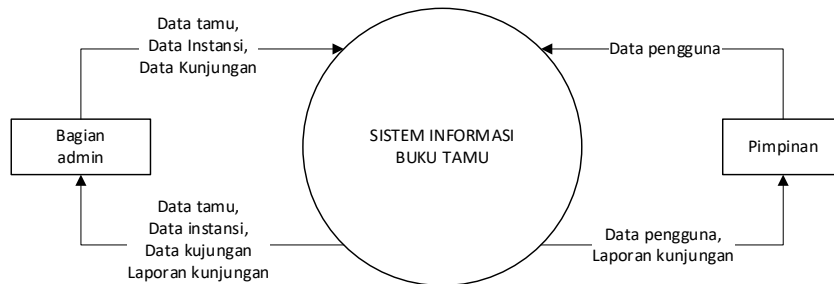 Data tamu,
Data Instansi,
Data Kunjungan
Data pengguna
Bagian
admin
SISTEM INFORMASI
BUKU TAMU
Pimpinan
Data tamu,
Data instansi,
Data kujungan
Laporan kunjungan
Data pengguna,
Laporan kunjungan